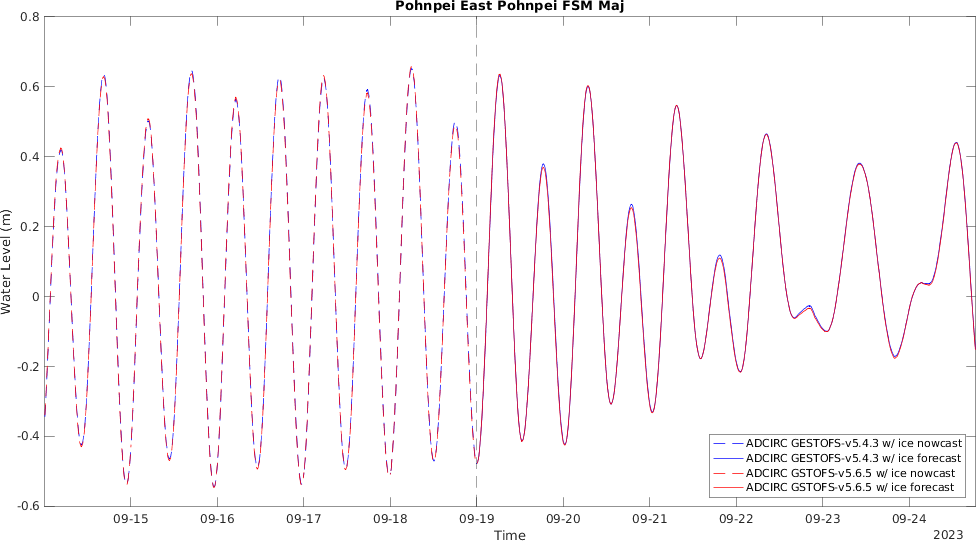 Pohnpei East Pohnpei FSM Maj
0.8
0.6
0.4
0.2
0
-0.2
-0.4
-0.6
Water Level (m)
ADCIRC GESTOFS-v5.4.3 w/ ice nowcast
ADCIRC GESTOFS-v5.4.3 w/ ice forecast
ADCIRC GSTOFS-v5.6.5 w/ ice nowcast
ADCIRC GSTOFS-v5.6.5 w/ ice forecast
09-15 09-16 09-17 09-18 09-19 09-20 09-21 09-22 09-23 09-24
Time
2023